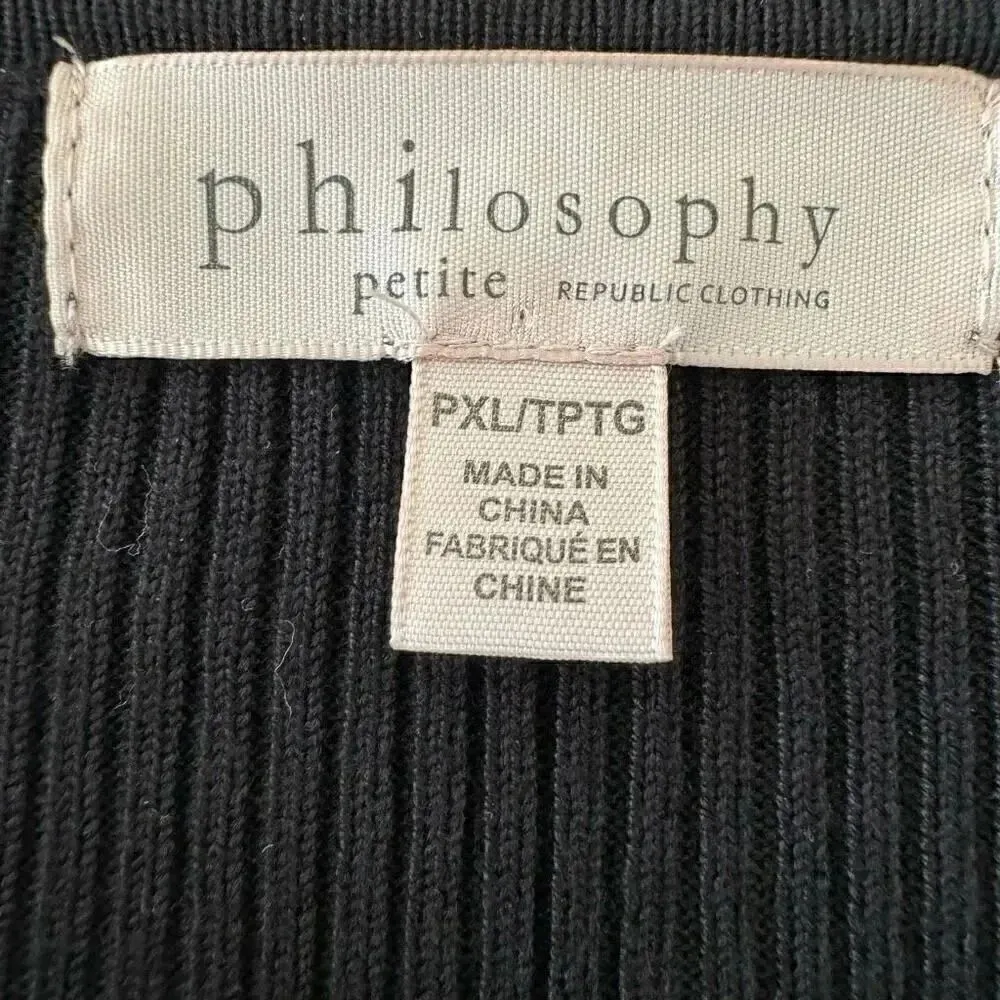 philosophy
petite REPUBLIC CLOTHING
PXL/TPTG
MADE IN
CHINA
FABRIQUÉ EN
CHINE